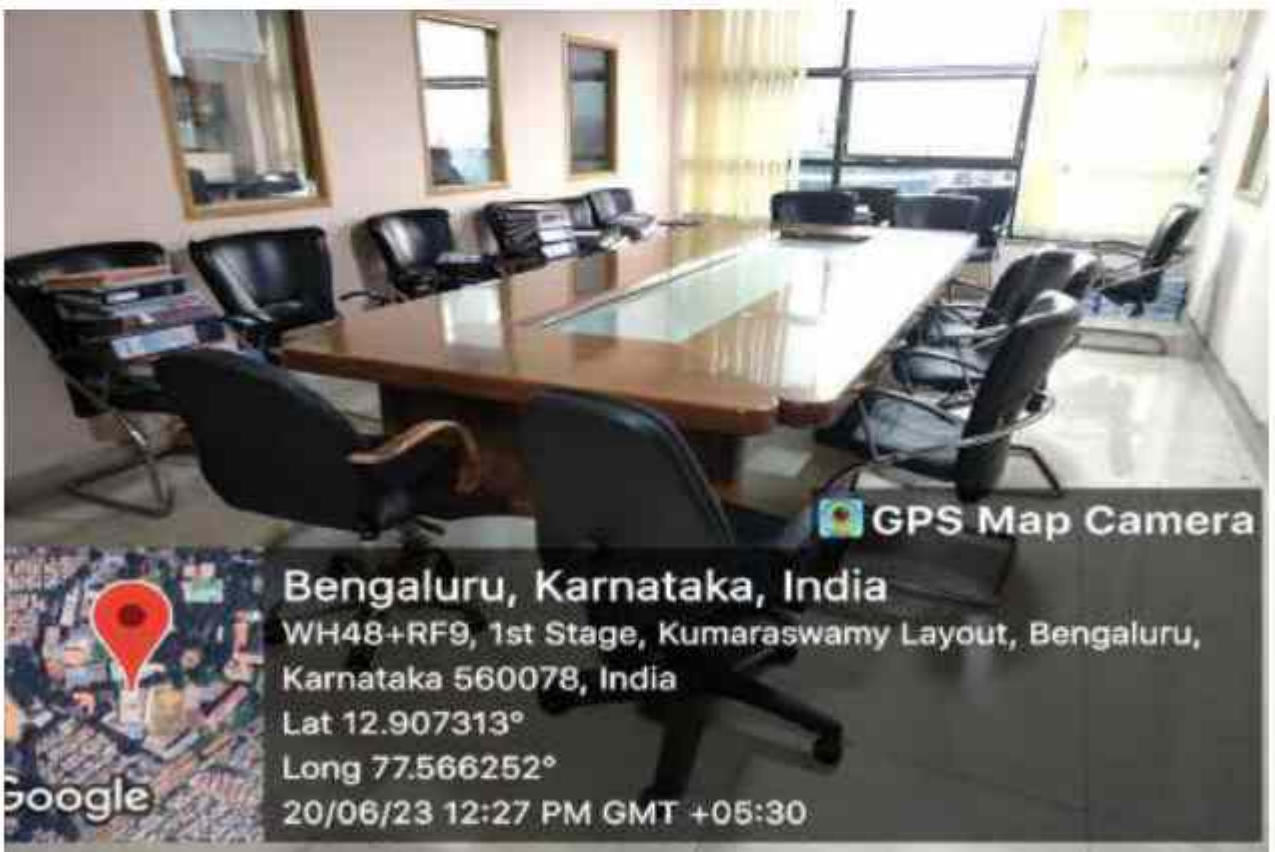 GPS Map Camera
Bengaluru, Karnataka, India
WH48+RF9, 1st Stage, Kumaraswamy Layout, Bengaluru,
Karnataka 560078, India
Lat 12.907313°
Long 77.566252°
20/06/23 12:27 PM GMT +05:30
Google